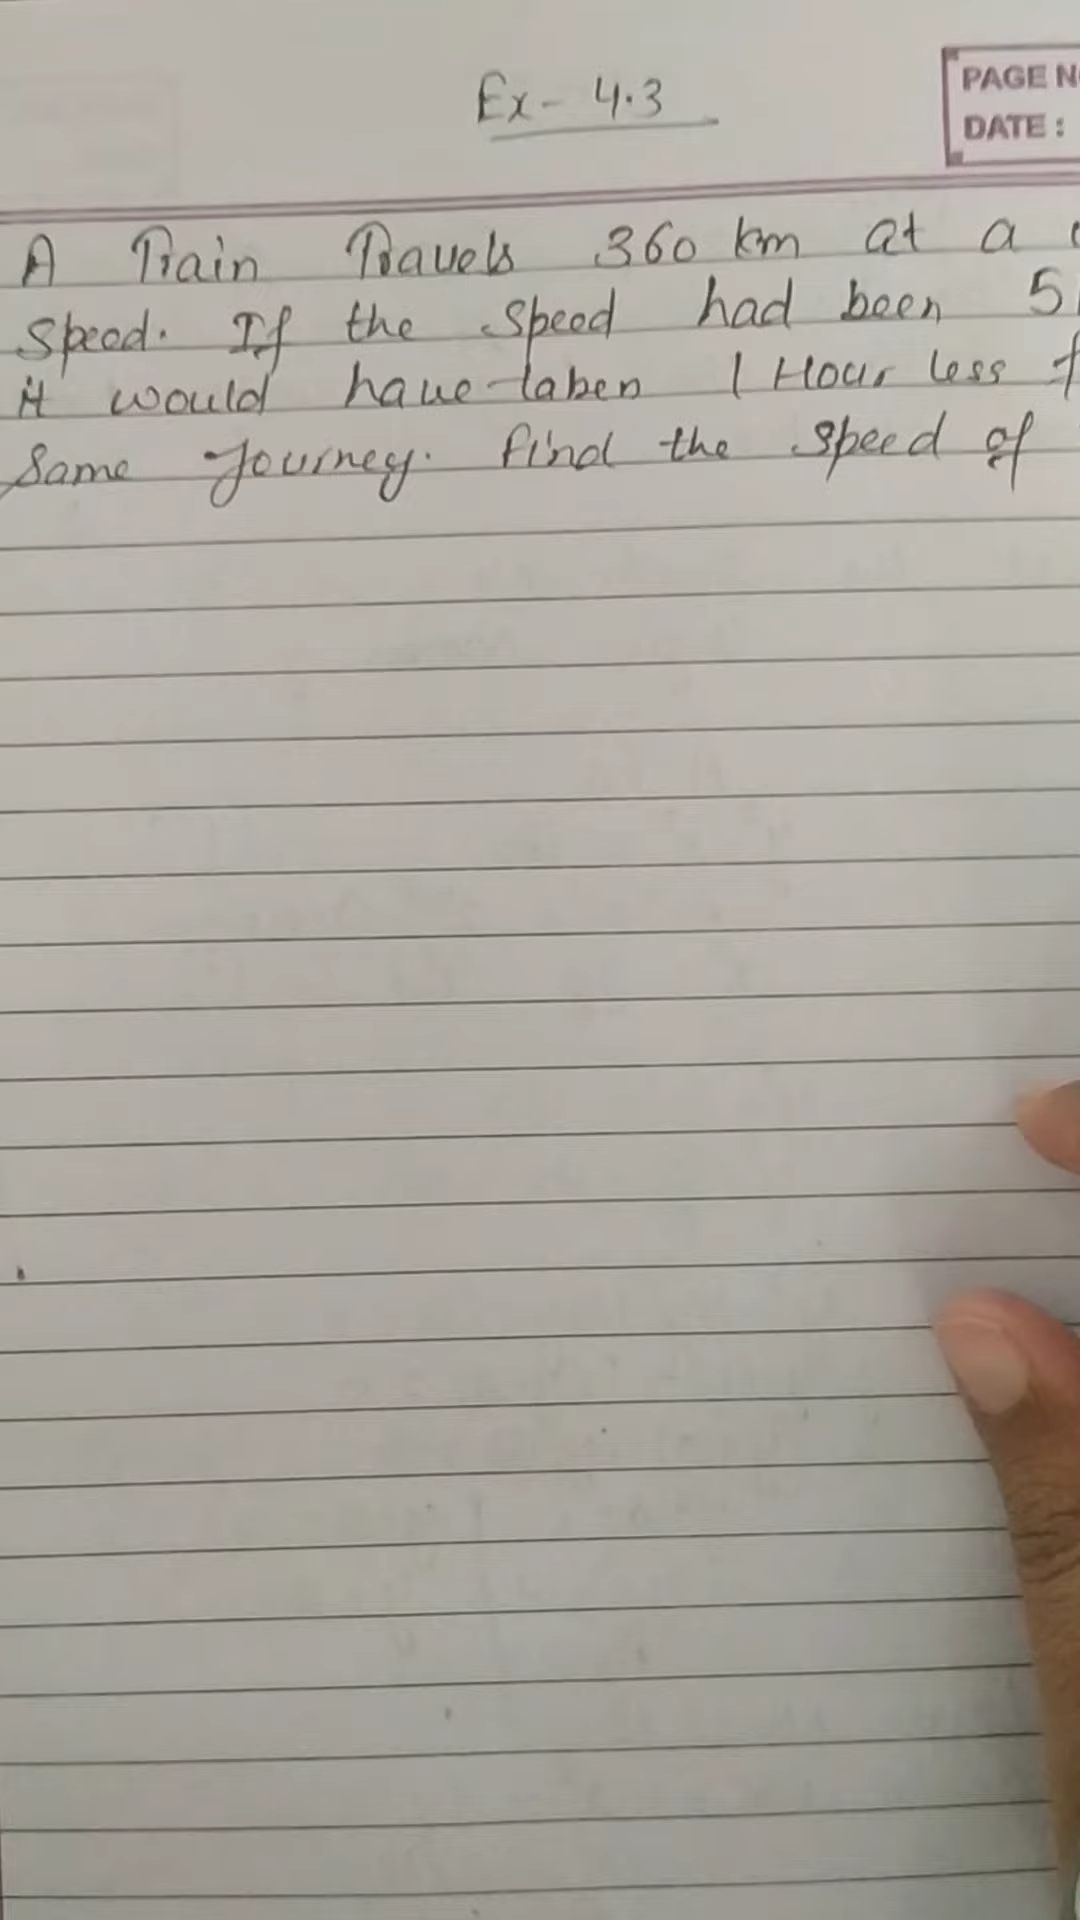 Ex- 4.3
PAGE N
DATE :
A Train Travels 360 km at a
speed. If the speed had been 5
it would have taken 1 Hour less
Same Journey. find the speed of